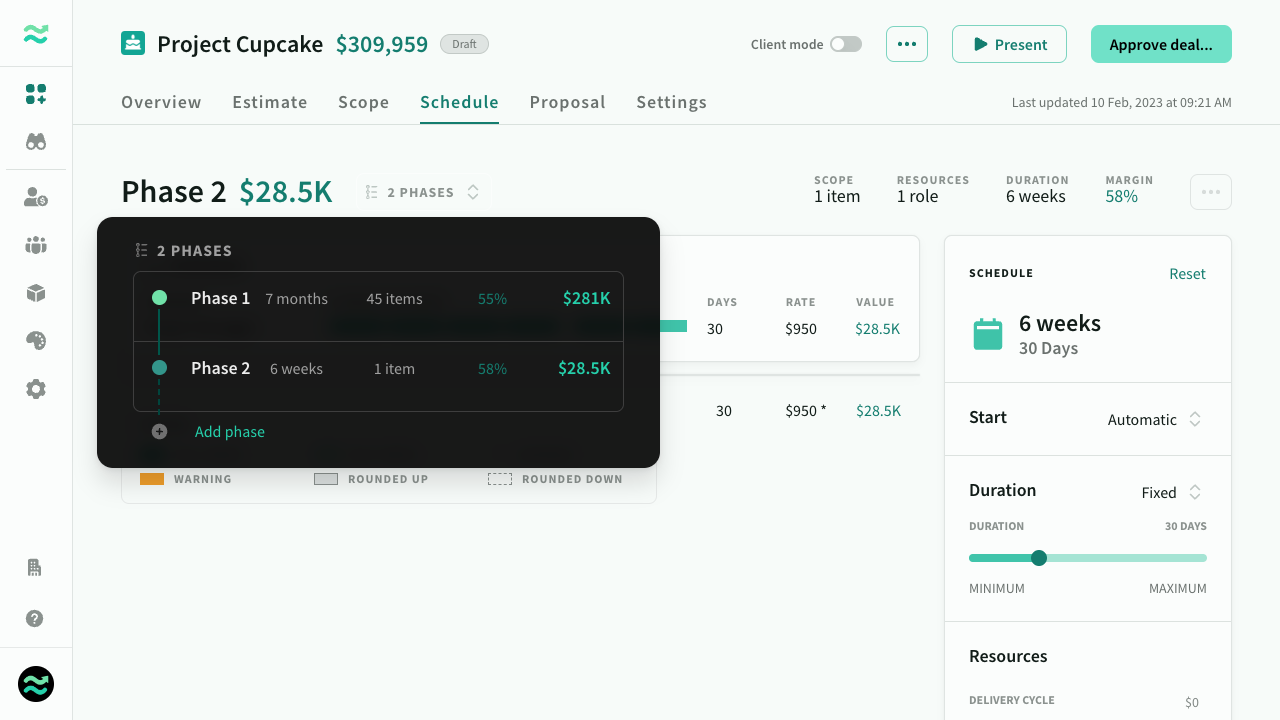 Project Cupcake $309,959 Draft
Client mode
Present
Approve deal...
Overview Estimate Scope Schedule Proposal Settings
Last updated 10 Feb, 2023 at 09:21 AM
Phase 2 $28.5K
2 PHASES
SCOPE RESOURCES DURATION MARGIN
1 item 1 role 6 weeks 58%
2 PHASES
Phase 1 7 months 45 items 55% $281K
Phase 2 6 weeks 1 item 58% $28.5K
Add phase
DAYS RATE VALUE
30 $950 $28.5K
30 $950 * $28.5K
WARNING ROUNDED UP ROUNDED DOWN
SCHEDULE Reset
6 weeks
30 Days
Start Automatic
Duration Fixed
DURATION 30 DAYS
MINIMUM MAXIMUM
Resources
DELIVERY CYCLE $0